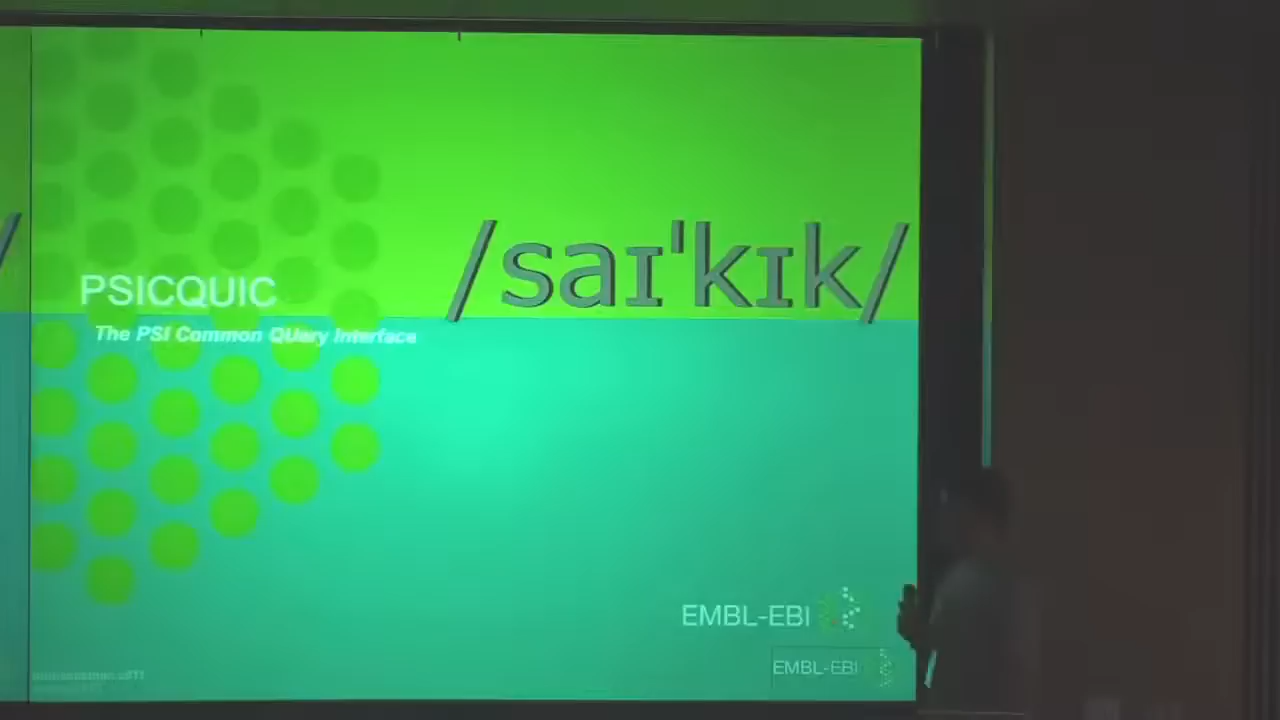 PSICQUIC
/saɪˈkɪk/
The PSI Common QUery Interface
EMBL-EBI
EMBL-EBI